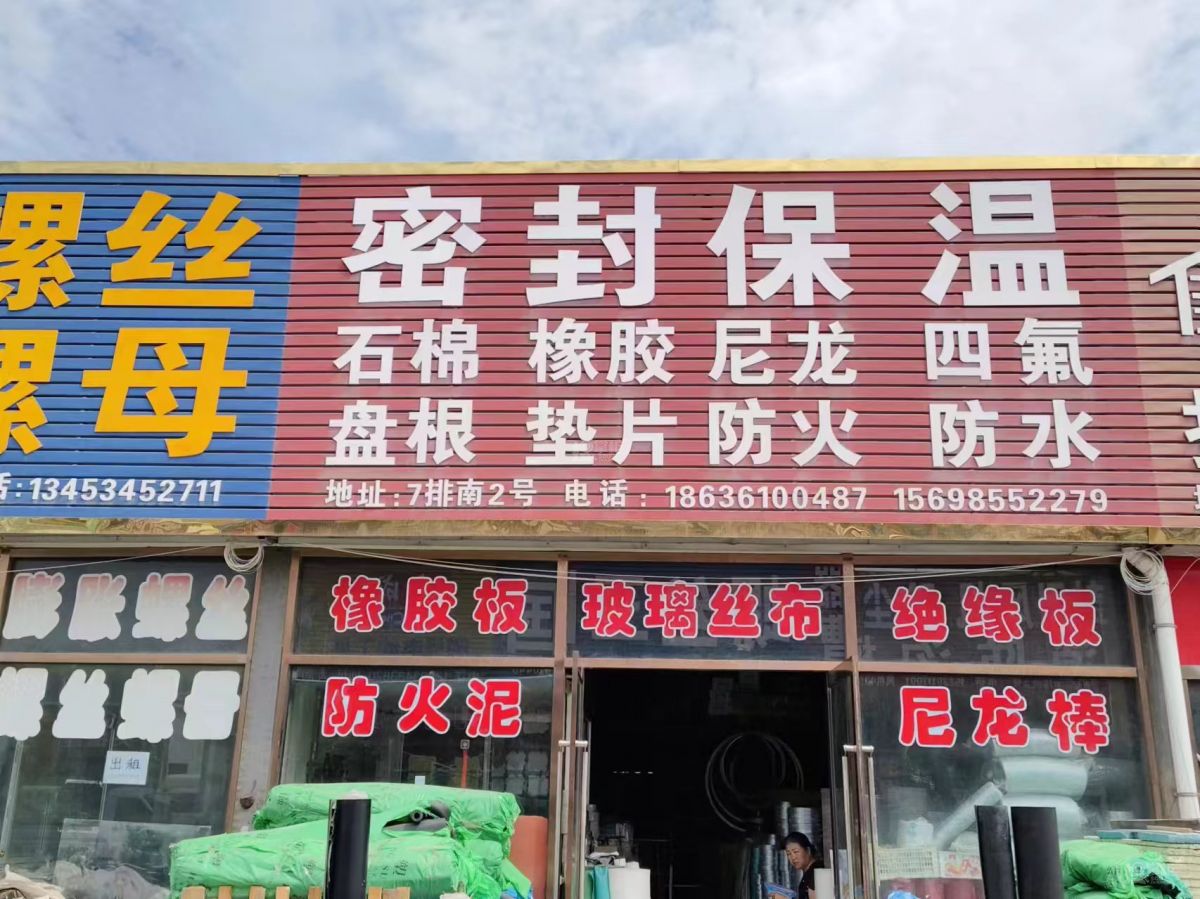 螺丝
螺母
话:13453452711
密封保温
石棉 橡胶 尼龙 四氟
盘根 垫片 防火 防水
地址:7排南2号 电话:18636100487 15698552279
膨胀螺丝
螺丝螺母
出租
橡胶板 玻璃丝布 绝缘板
防火泥 尼龙棒